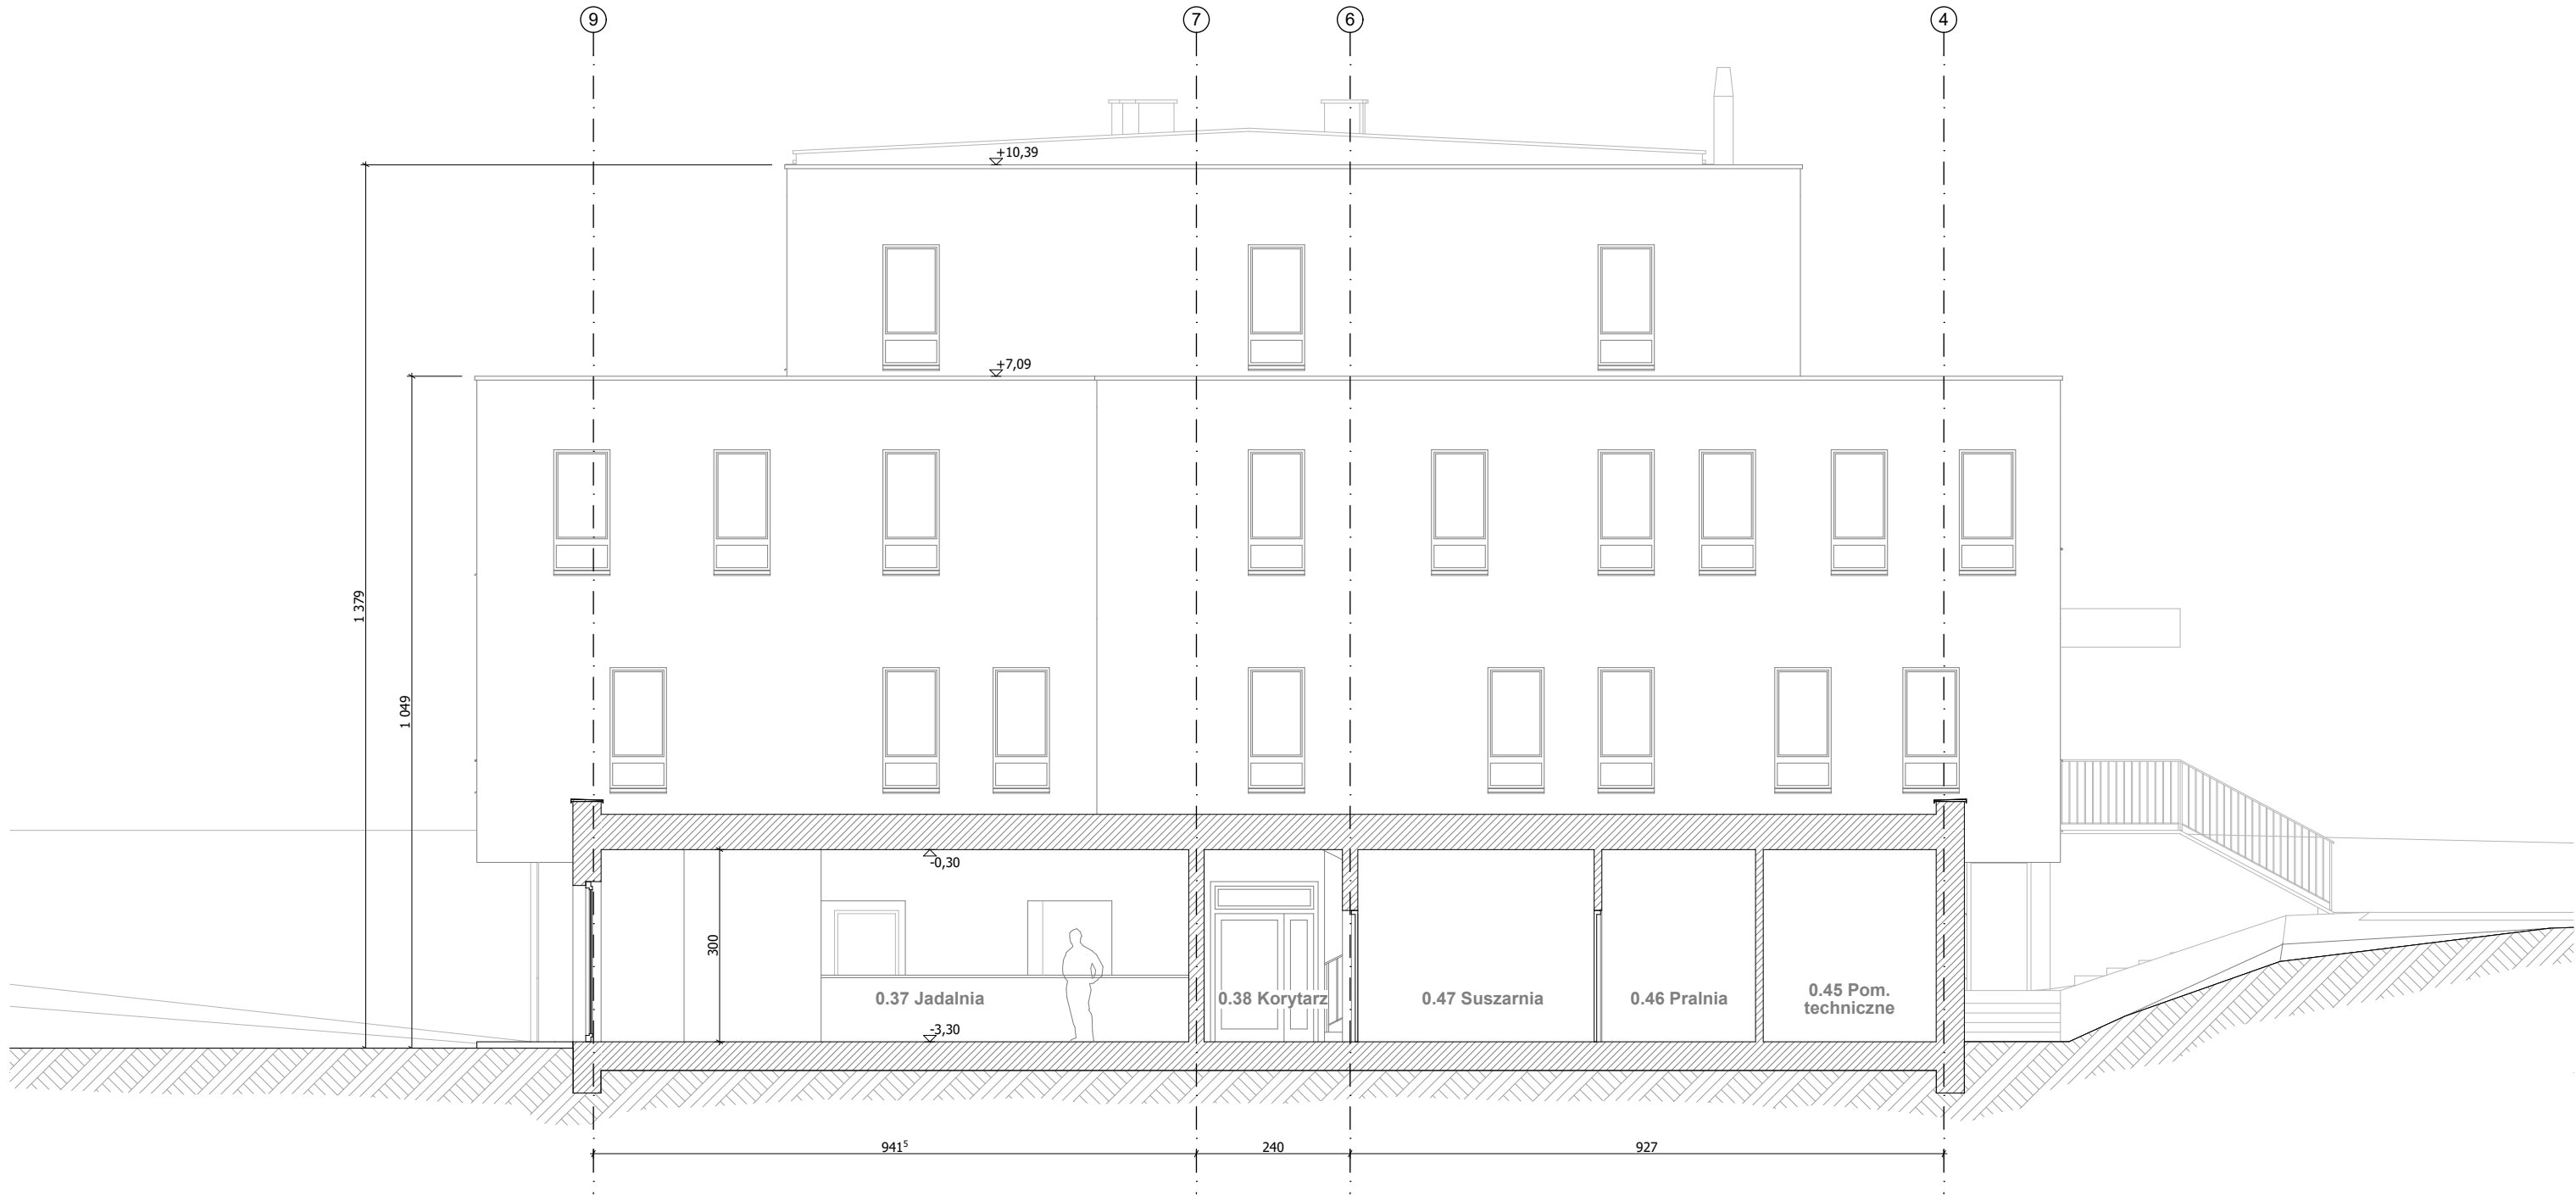 9
7
6
4
+10,39
+7,09
1 379
1 049
-0,30
300
0.37 Jadalnia
0.38 Korytarz
0.47 Suszarnia
0.46 Pralnia
0.45 Pom.
techniczne
-3,30
941⁵
240
927